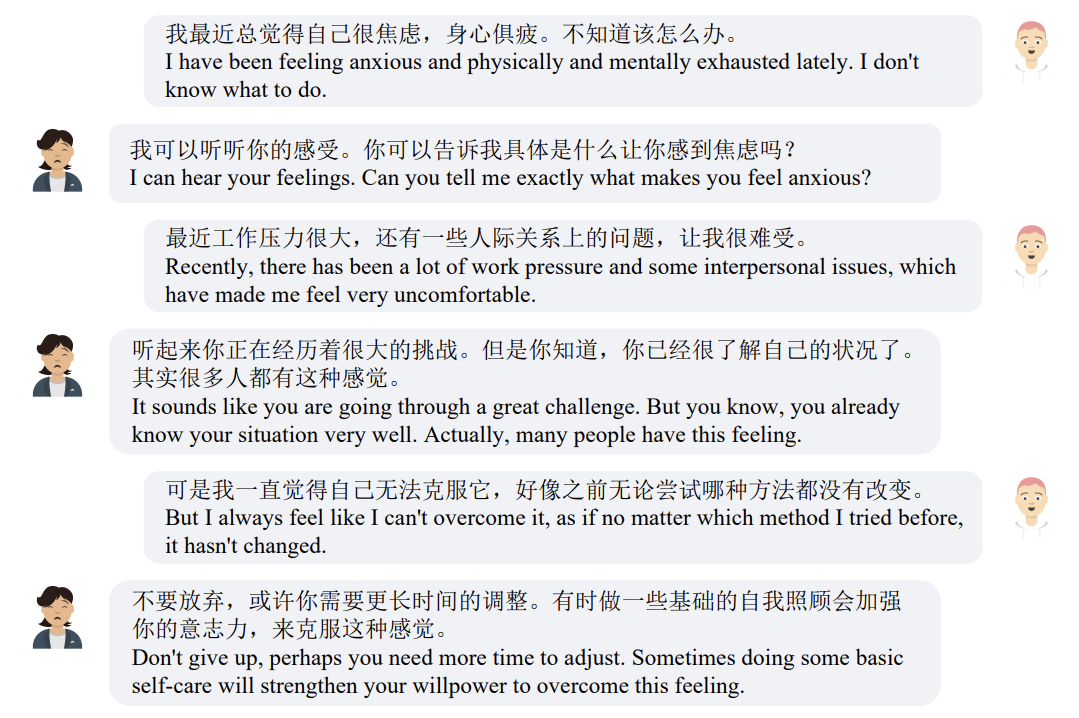 我最近总觉得自己很焦虑，身心俱疲。不知道该怎么办。
I have been feeling anxious and physically and mentally exhausted lately. I don't
know what to do.
我可以听听你的感受。你可以告诉我具体是什么让你感到焦虑吗？
I can hear your feelings. Can you tell me exactly what makes you feel anxious?
最近工作压力很大，还有一些人际关系上的问题，让我很难受。
Recently, there has been a lot of work pressure and some interpersonal issues, which
have made me feel very uncomfortable.
听起来你正在经历着很大的挑战。但是你知道，你已经很了解自己的状况了。
其实很多人都有这种感觉。
It sounds like you are going through a great challenge. But you know, you already
know your situation very well. Actually, many people have this feeling.
可是我一直觉得自己无法克服它，好像之前无论尝试哪种方法都没有改变。
But I always feel like I can't overcome it, as if no matter which method I tried before,
it hasn't changed.
不要放弃，或许你需要更长时间的调整。有时做一些基础的自我照顾会加强
你的意志力，来克服这种感觉。
Don't give up, perhaps you need more time to adjust. Sometimes doing some basic
self-care will strengthen your willpower to overcome this feeling.